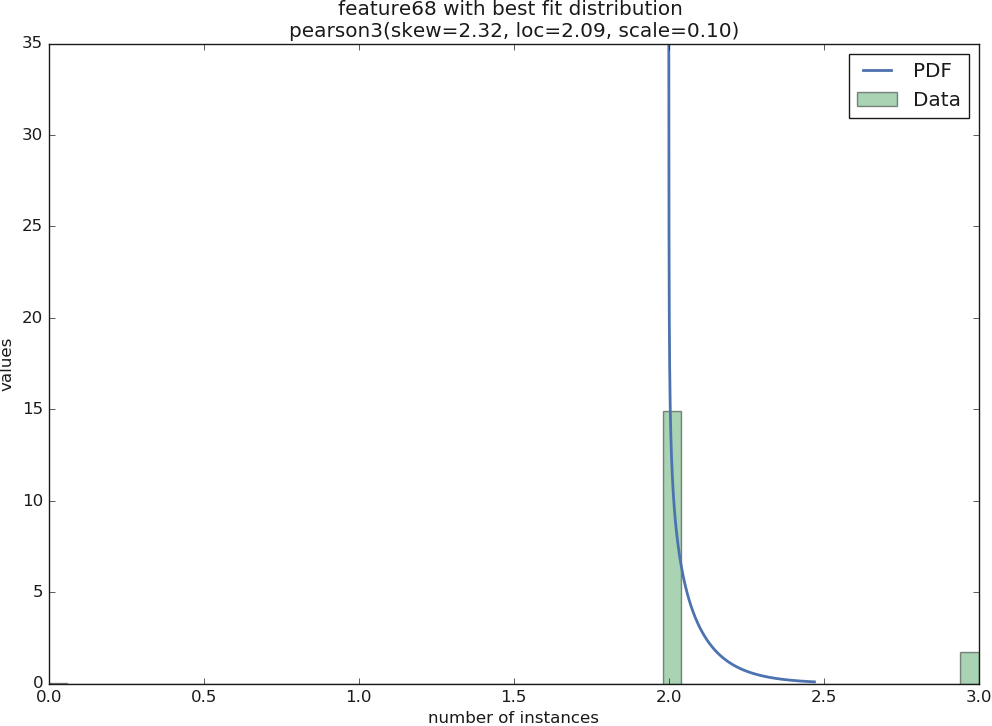 feature68 with best fit distribution
pearson3(skew=2.32, loc=2.09, scale=0.10)
PDF
Data
35
30
25
20
15
10
5
0
values
0.0 0.5 1.0 1.5 2.0 2.5 3.0
number of instances